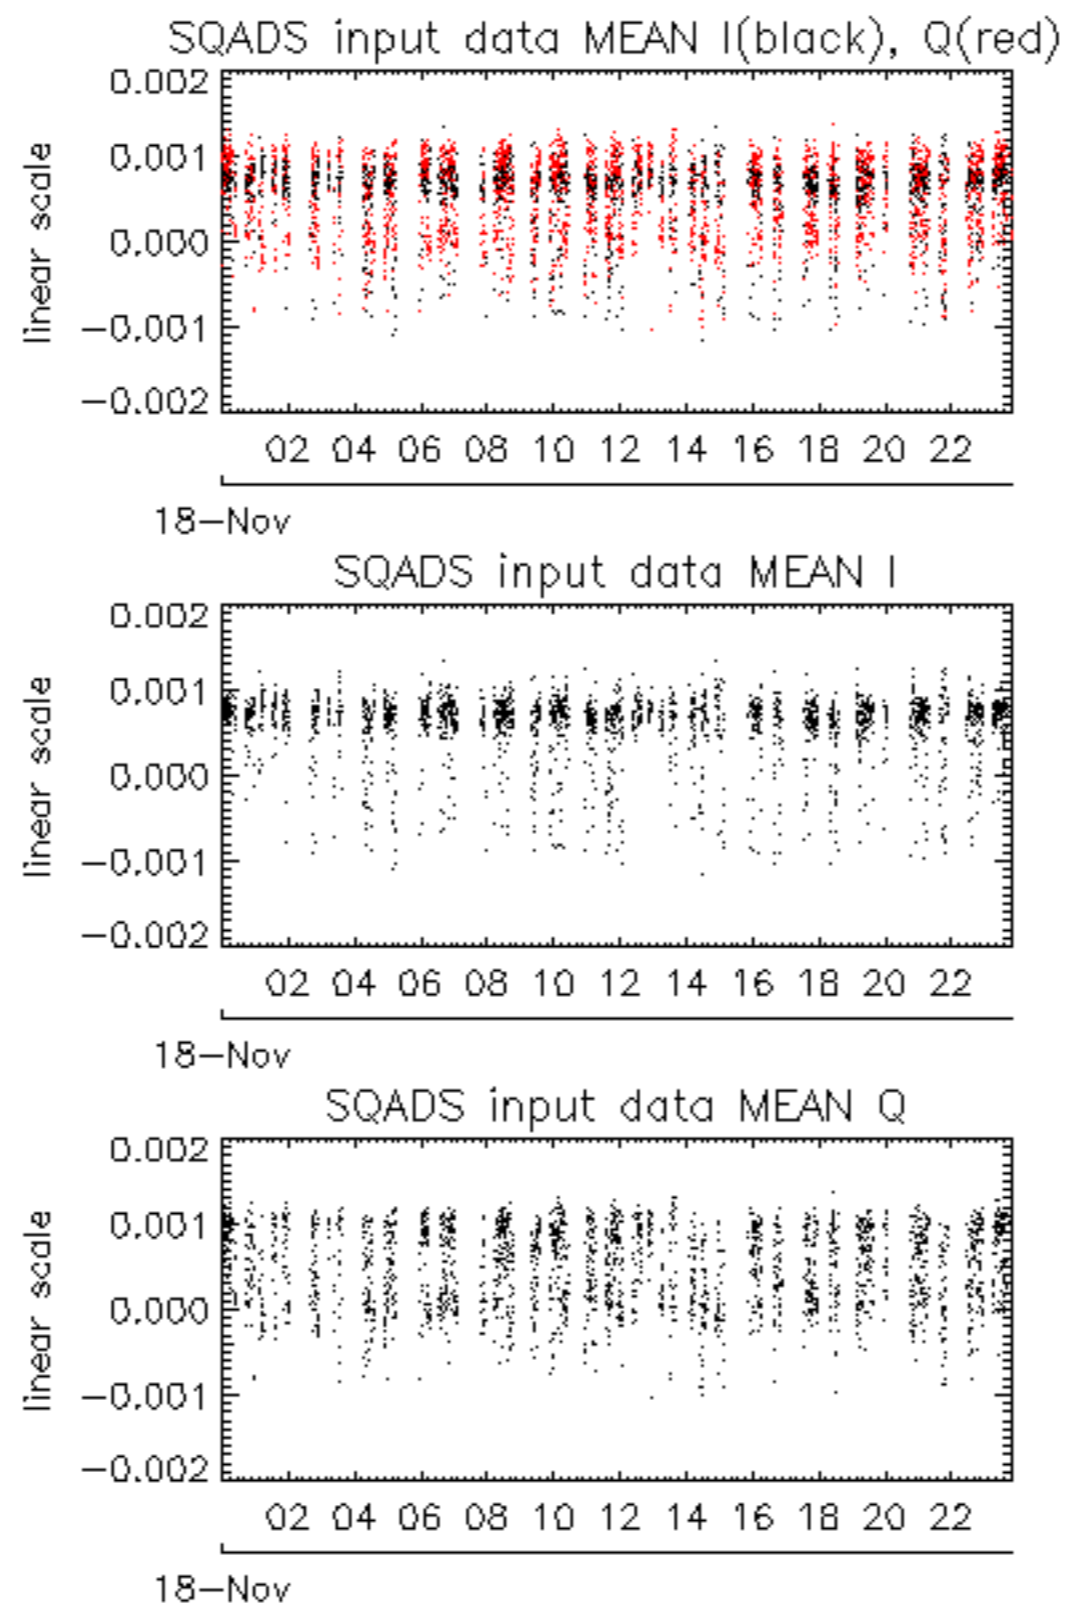 SQADS input data MEAN I(black), Q(red)
0.002
0.001
0.000
−0.001
−0.002
linear scale
02 04 06 08 10 12 14 16 18 20 22
18−Nov
SQADS input data MEAN I
0.002
0.001
0.000
−0.001
−0.002
linear scale
02 04 06 08 10 12 14 16 18 20 22
18−Nov
SQADS input data MEAN Q
0.002
0.001
0.000
−0.001
−0.002
linear scale
02 04 06 08 10 12 14 16 18 20 22
18−Nov